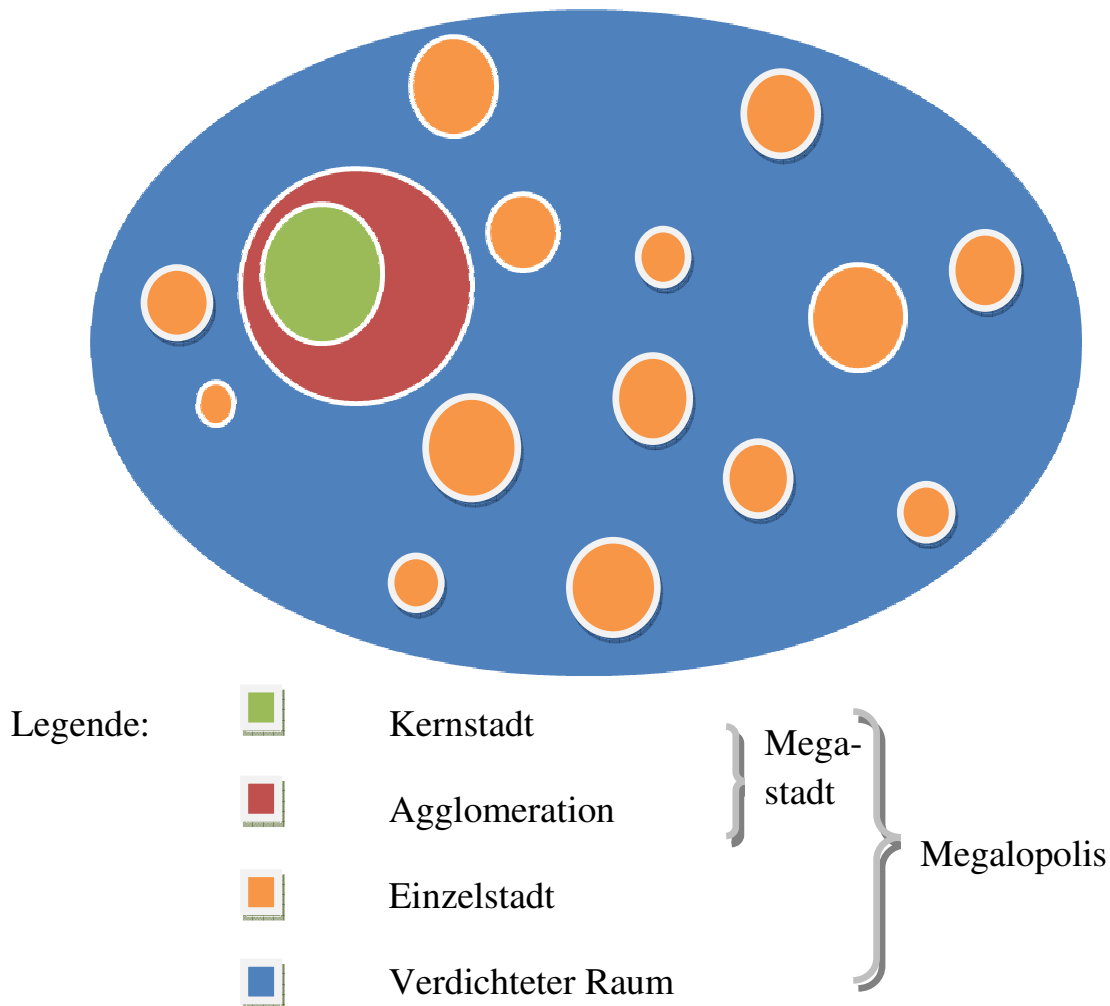 Legende:
Kernstadt
Agglomeration
Einzelstadt
Verdichteter Raum
Mega-
stadt
Megalopolis